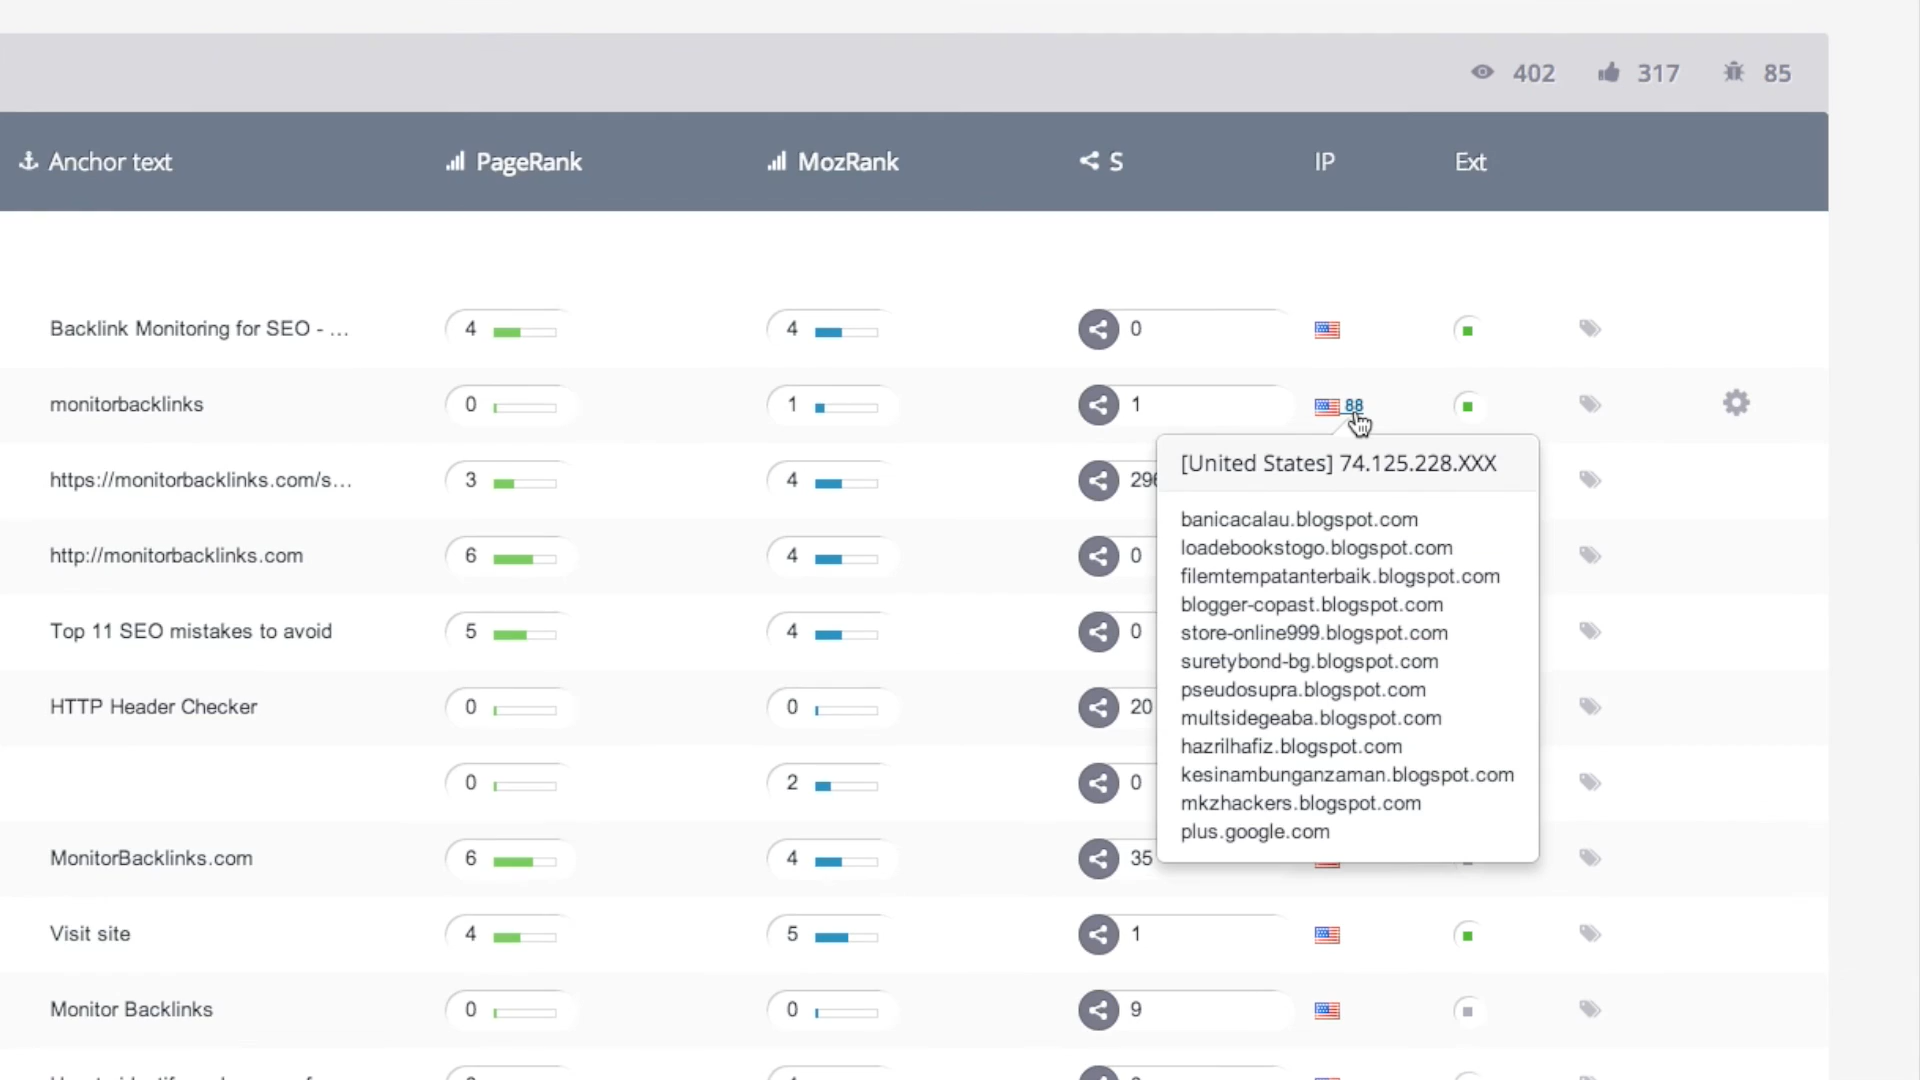 402 317 85
Anchor text PageRank MozRank S IP Ext
Backlink Monitoring for SEO - ... 4 4 0
monitorbacklinks 0 1 1 88
[United States] 74.125.228.XXX
https://monitorbacklinks.com/s... 3 4 296
banicacalau.blogspot.com
loadebookstogo.blogspot.com
http://monitorbacklinks.com 6 4 0
filemtempatanterbaik.blogspot.com
blogger-copast.blogspot.com
Top 11 SEO mistakes to avoid 5 4 0
store-online999.blogspot.com
suretybond-bg.blogspot.com
pseudosupra.blogspot.com
HTTP Header Checker 0 0 20
multsidegeaba.blogspot.com
hazrilhafiz.blogspot.com
0 2 0
kesinambunganzaman.blogspot.com
mkzhackers.blogspot.com
plus.google.com
MonitorBacklinks.com 6 4 35
Visit site 4 5 1
Monitor Backlinks 0 0 9